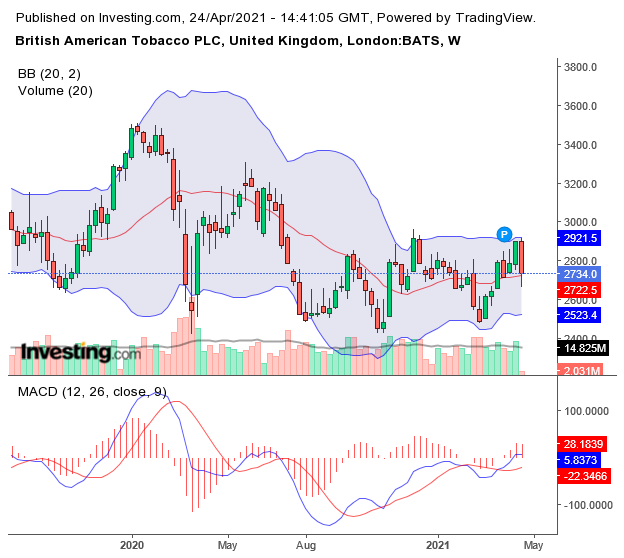 Published on Investing.com, 24/Apr/2021 - 14:41:05 GMT, Powered by TradingView.
British American Tobacco PLC, United Kingdom, London:BATS, W
BB (20, 2)
Volume (20)
3800.0
3600.0
3400.0
3200.0
3000.0
P
2921.5
2800.0
2734.0
2722.5
2600.0
2523.4
2400.0
14.825M
Investing.com
2.031M
MACD (12, 26, close, 9)
100.0000
28.1839
5.8373
-22.3466
-100.0000
2020
May
Aug
2021
May